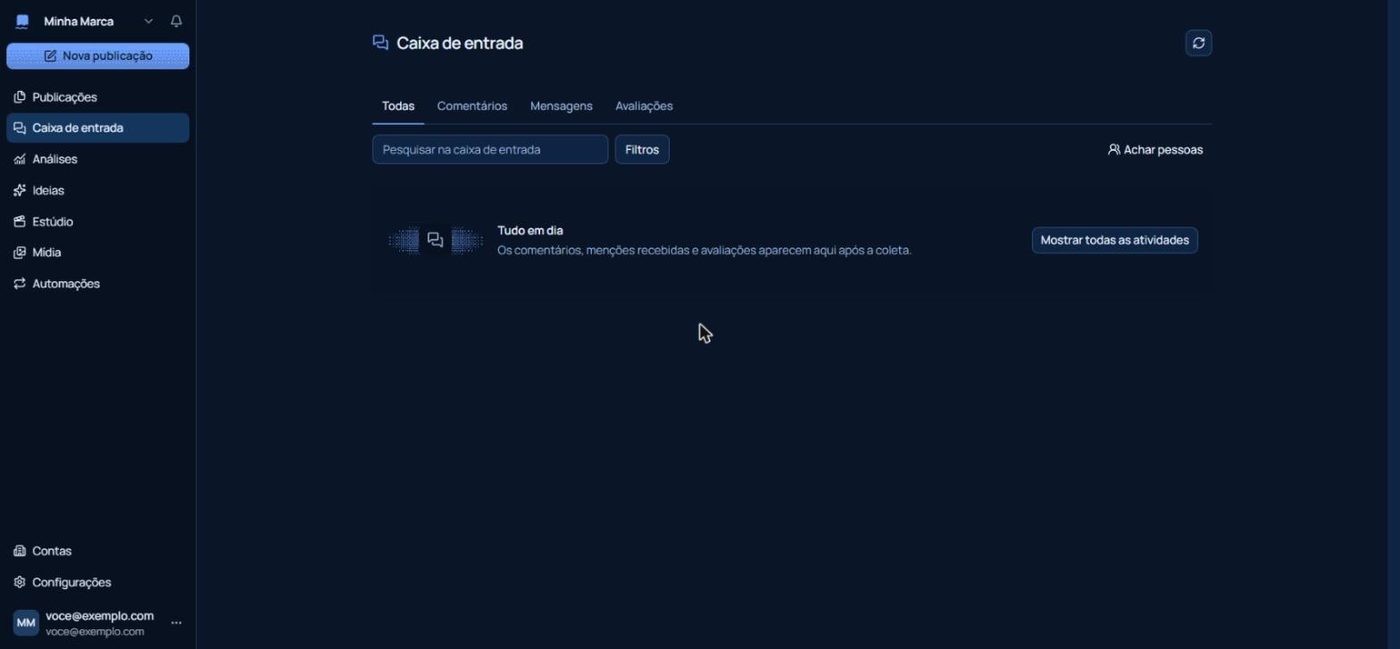 Minha Marca
Nova publicação
Publicações
Caixa de entrada
Análises
Ideias
Estúdio
Mídia
Automações
Contas
Configurações
MM
voce@exemplo.com
voce@exemplo.com
Caixa de entrada
Todas Comentários Mensagens Avaliações
Pesquisar na caixa de entrada Filtros Achar pessoas
Tudo em dia
Os comentários, menções recebidas e avaliações aparecem aqui após a coleta.
Mostrar todas as atividades